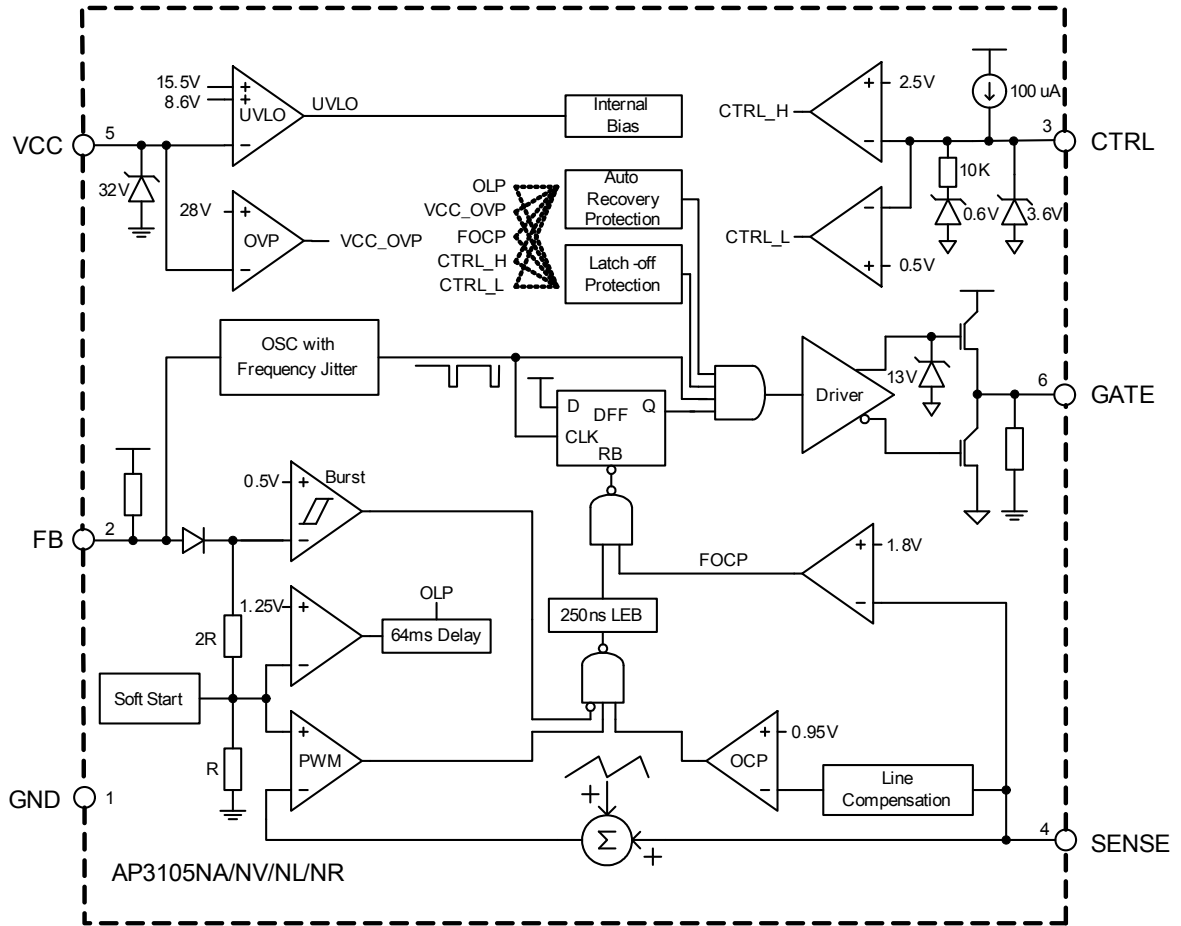 15.5V
8.6V
UVLO
UVLO
Internal
Bias
2.5V
CTRL_H
100 uA
5
VCC
3
CTRL
32V
28V
OVP
VCC_OVP
OLP
VCC_OVP
FOCP
CTRL_H
CTRL_L
Auto
Recovery
Protection
Latch -off
Protection
10K
0.6V
3.6V
CTRL_L
0.5V
OSC with
Frequency Jitter
D
DFF
Q
CLK
RB
Driver
13V
6
GATE
0.5V
Burst
2
FB
FOCP
1.8V
1.25V
OLP
64ms Delay
250ns LEB
2R
Soft Start
R
PWM
0.95V
OCP
Line
Compensation
GND
1
Σ
4
SENSE
AP3105NA/NV/NL/NR